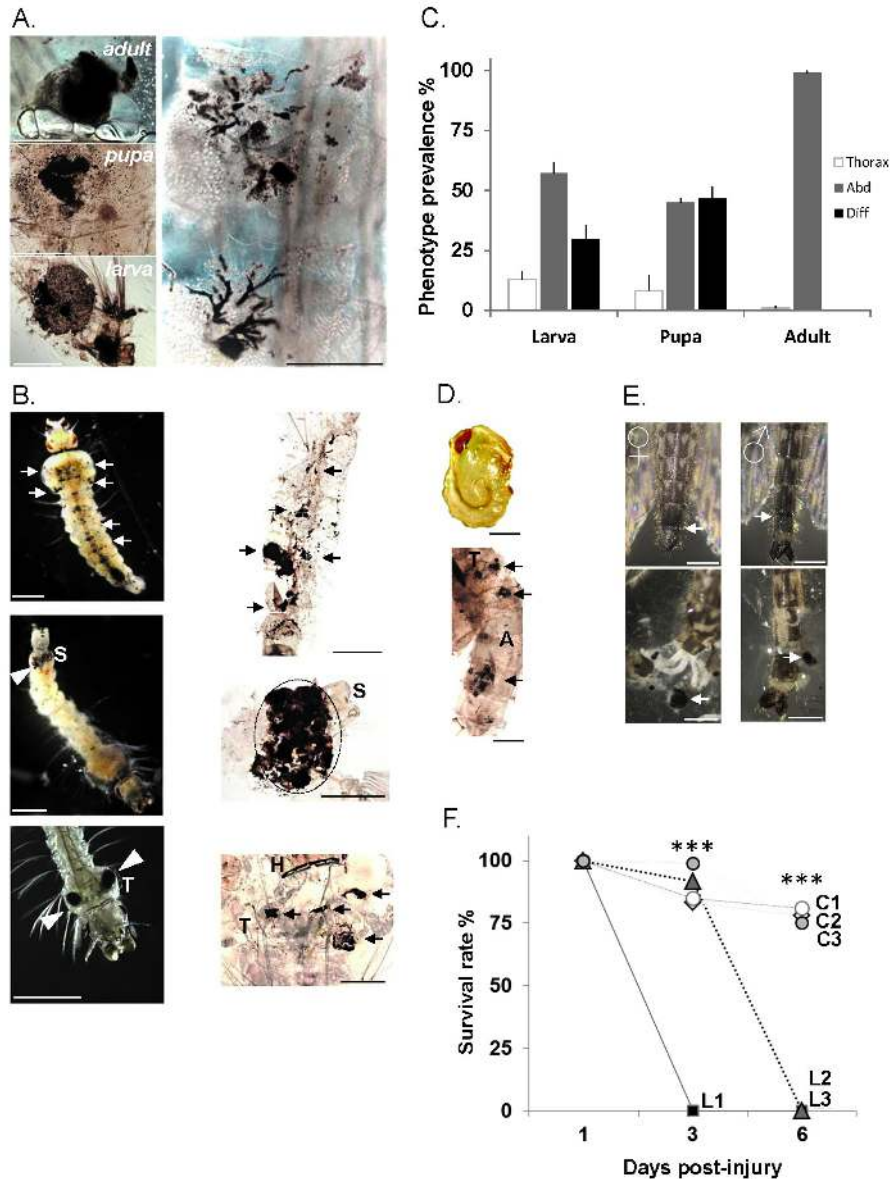 A.
adult
pupa
larva
C.
Phenotype prevalence %
100
75
50
25
0
Larva
Pupa
Adult
Thorax
Abd
Diff
B.
S
S
T
H
T
D.
T
A
E.
♀
♂
F.
Survival rate %
100
75
50
25
0
***
***
C1
C2
C3
L1
L2
L3
1
3
6
Days post-injury